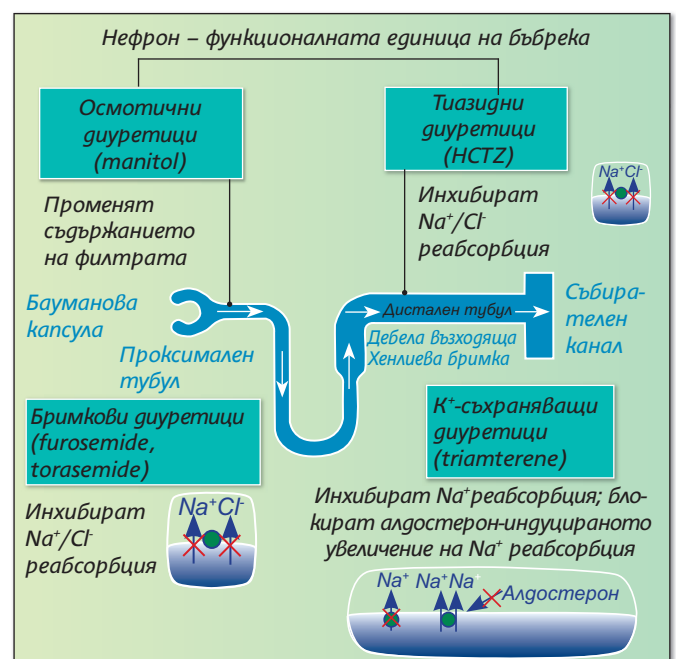 Нефрон – функционалната единица на бъбрека
Осмотични
диуретици
(manitol)
Тиазидни
диуретици
(HCTZ)
Na⁺Cl⁻
Променят
съдържанието
на филтрата
Инхибират
Na⁺/Cl⁻
реабсорбция
Бауманова
капсула
Проксимален
тубул
Дистален тубул
Дебела възходяща
Хенлиева бримка
Събира-
телен
канал
Бримкови диуретици
(furosemide,
torasemide)
К⁺-съхраняващи
диуретици
(triamterene)
Инхибират
Na⁺/Cl⁻
реабсорбция
Na⁺Cl⁻
Инхибират Na⁺реабсорбция; бло-
кират алдостерон-индуцираното
увеличение на Na⁺ реабсорбция
Na⁺ Na⁺Na⁺
Алдостерон